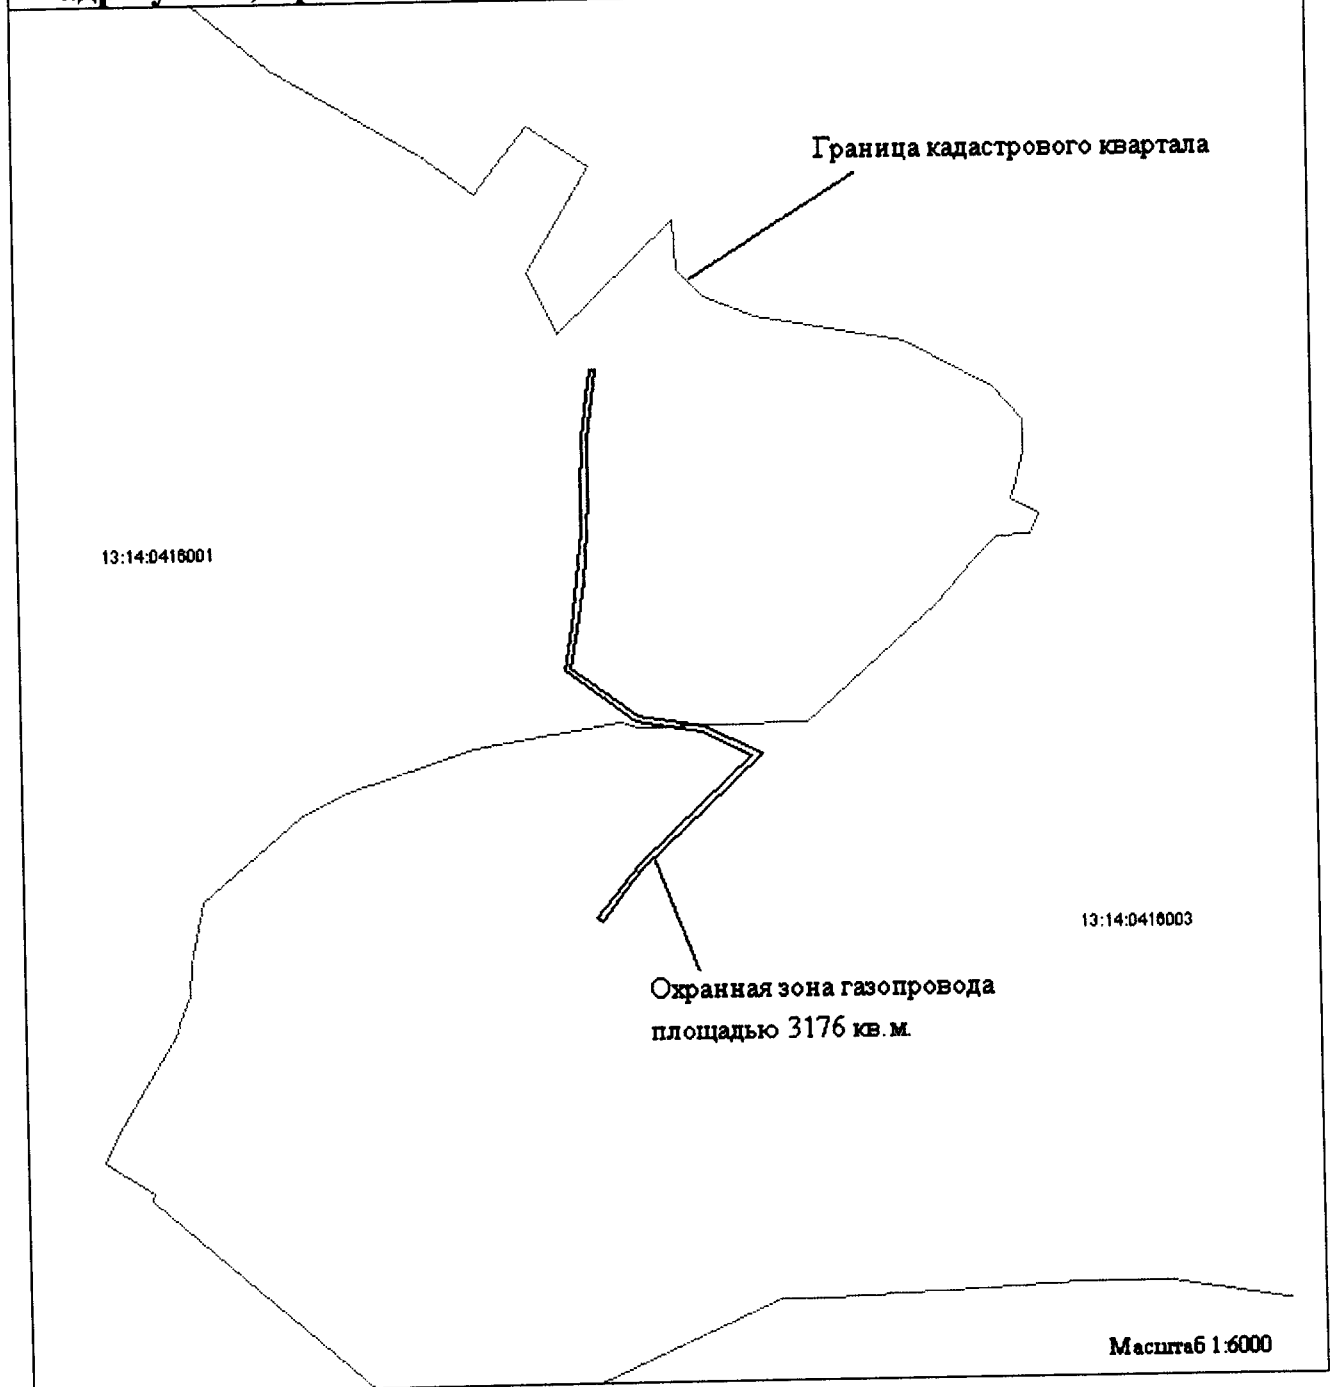 Граница кадастрового квартала
13:14:0416001
13:14:0416003
Охранная зона газопровода
площадью 3176 кв.м.
Масштаб 1:6000